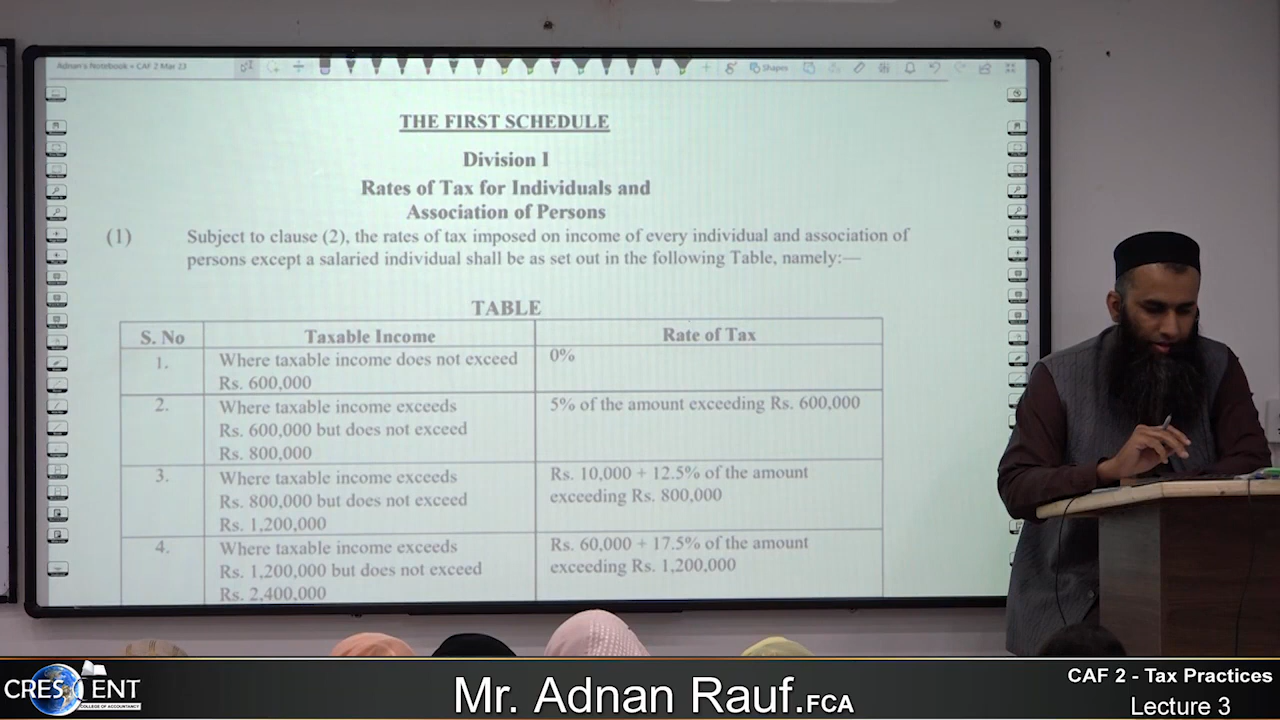 Adnan's Notebook • CAF 2 Mar 23
Shapes
THE FIRST SCHEDULE
Division I
Rates of Tax for Individuals and
Association of Persons
(1) Subject to clause (2), the rates of tax imposed on income of every individual and association of
persons except a salaried individual shall be as set out in the following Table, namely:—
TABLE
S. No Taxable Income Rate of Tax
1. Where taxable income does not exceed 0%
Rs. 600,000
2. Where taxable income exceeds 5% of the amount exceeding Rs. 600,000
Rs. 600,000 but does not exceed
Rs. 800,000
3. Where taxable income exceeds Rs. 10,000 + 12.5% of the amount
Rs. 800,000 but does not exceed exceeding Rs. 800,000
Rs. 1,200,000
4. Where taxable income exceeds Rs. 60,000 + 17.5% of the amount
Rs. 1,200,000 but does not exceed exceeding Rs. 1,200,000
Rs. 2,400,000
CRESCENT
COLLEGE OF ACCOUNTANCY
Mr. Adnan Rauf.FCA
CAF 2 - Tax Practices
Lecture 3